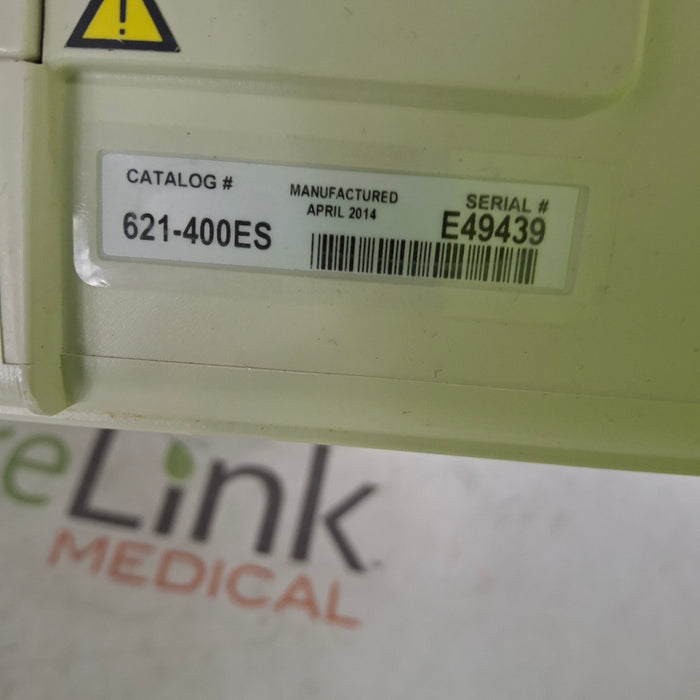 CATALOG #
621-400ES
MANUFACTURED
APRIL 2014
SERIAL #
E49439
eLink
MEDICAL